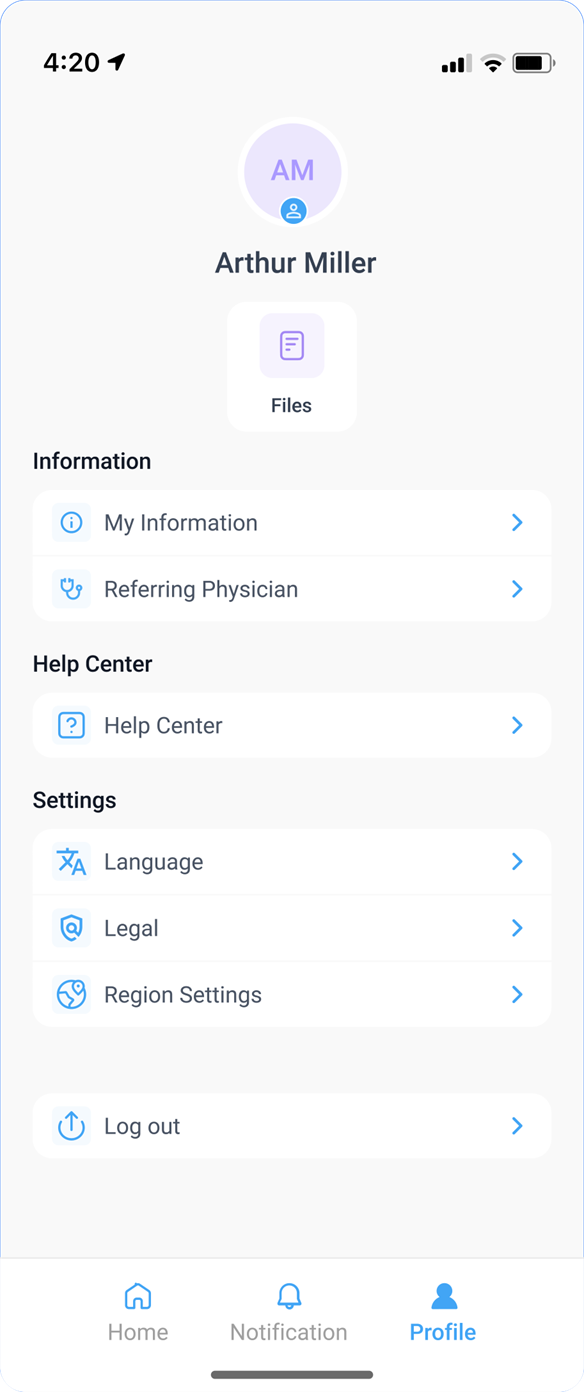 4:20
AM
Arthur Miller
Files
Information
My Information
Referring Physician
Help Center
Help Center
Settings
Language
Legal
Region Settings
Log out
Home Notification Profile